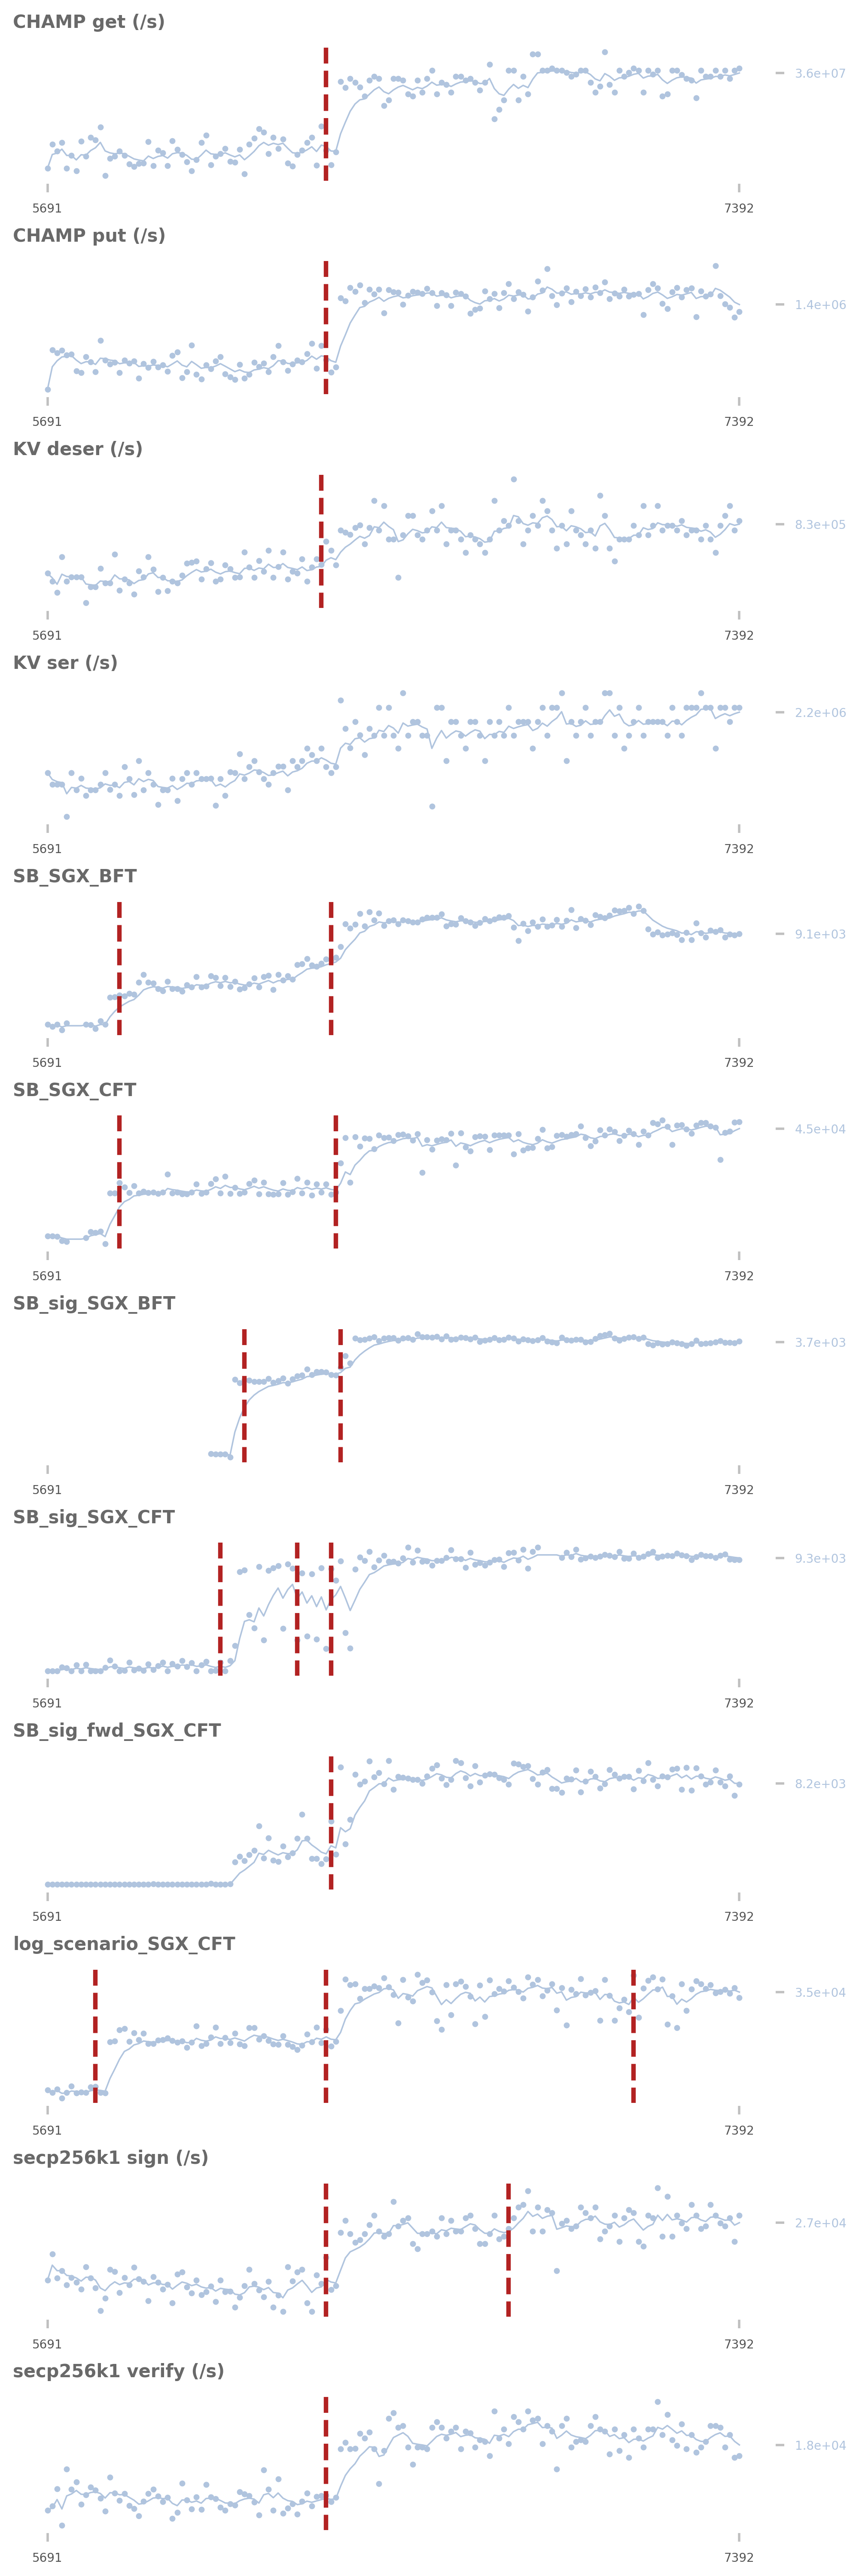 CHAMP get (/s)
3.6e+07
5691 7392
CHAMP put (/s)
1.4e+06
5691 7392
KV deser (/s)
8.3e+05
5691 7392
KV ser (/s)
2.2e+06
5691 7392
SB_SGX_BFT
9.1e+03
5691 7392
SB_SGX_CFT
4.5e+04
5691 7392
SB_sig_SGX_BFT
3.7e+03
5691 7392
SB_sig_SGX_CFT
9.3e+03
5691 7392
SB_sig_fwd_SGX_CFT
8.2e+03
5691 7392
log_scenario_SGX_CFT
3.5e+04
5691 7392
secp256k1 sign (/s)
2.7e+04
5691 7392
secp256k1 verify (/s)
1.8e+04
5691 7392